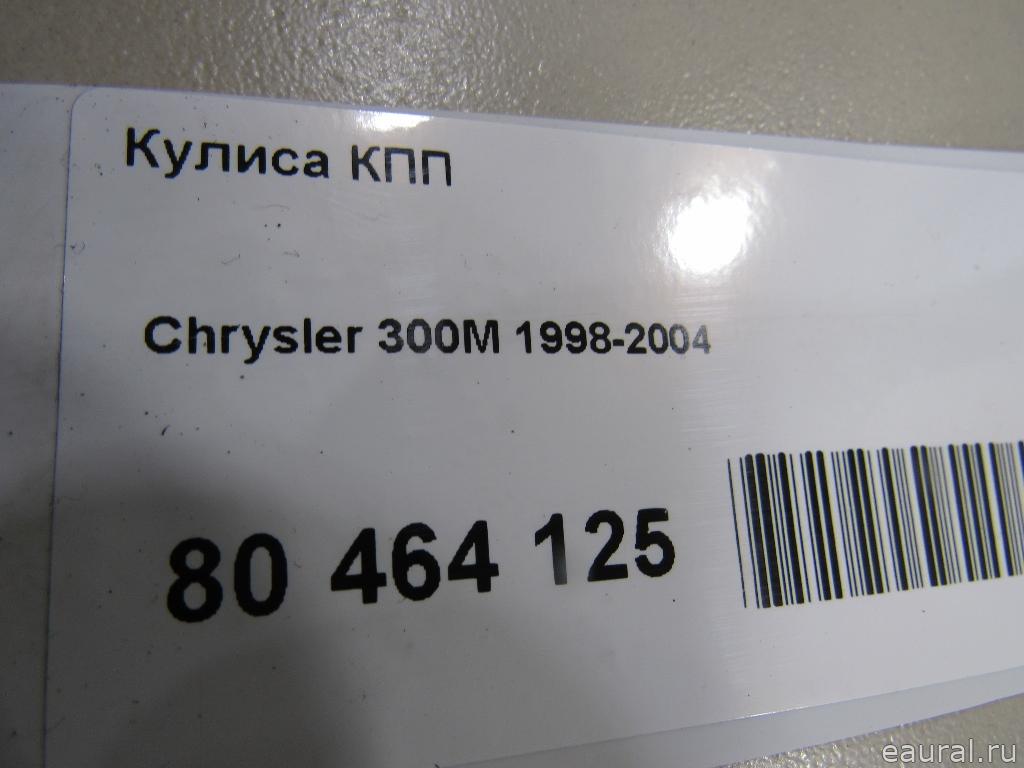 Кулиса КПП
Chrysler 300M 1998-2004
80 464 125
eaural.ru